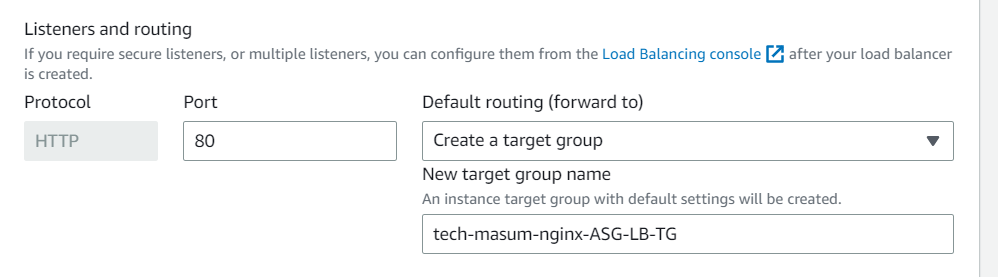 Listeners and routing
If you require secure listeners, or multiple listeners, you can configure them from the Load Balancing console after your load balancer
is created.
Protocol
Port
Default routing (forward to)
HTTP
80
Create a target group
New target group name
An instance target group with default settings will be created.
tech-masum-nginx-ASG-LB-TG